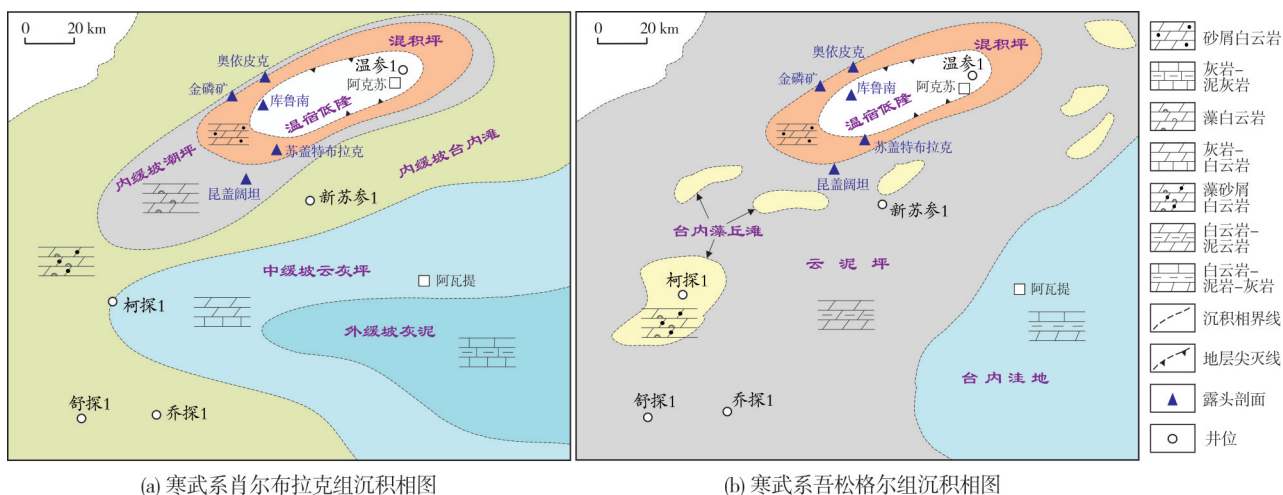 0 20 km
混积坪
奥依皮克
温参1
金磷矿
阿克苏
库鲁南
温宿低隆
苏盖特布拉克
内缓坡潮坪
内缓坡台内滩
昆盖阔坦
新苏参1
中缓坡云灰坪
阿瓦提
柯探1
外缓坡灰泥
舒探1
乔探1
(a) 寒武系肖尔布拉克组沉积相图
0 20 km
混积坪
奥依皮克
温参1
金磷矿
阿克苏
库鲁南
温宿低隆
苏盖特布拉克
昆盖阔坦
新苏参1
台内藻丘滩
云泥坪
柯探1
阿瓦提
台内洼地
舒探1
乔探1
(b) 寒武系吾松格尔组沉积相图
砂屑白云岩
灰岩–
泥灰岩
藻白云岩
灰岩–
白云岩
藻砂屑
白云岩
白云岩–
泥云岩
白云岩–
泥岩–灰岩
沉积相界线
地层尖灭线
露头剖面
井位